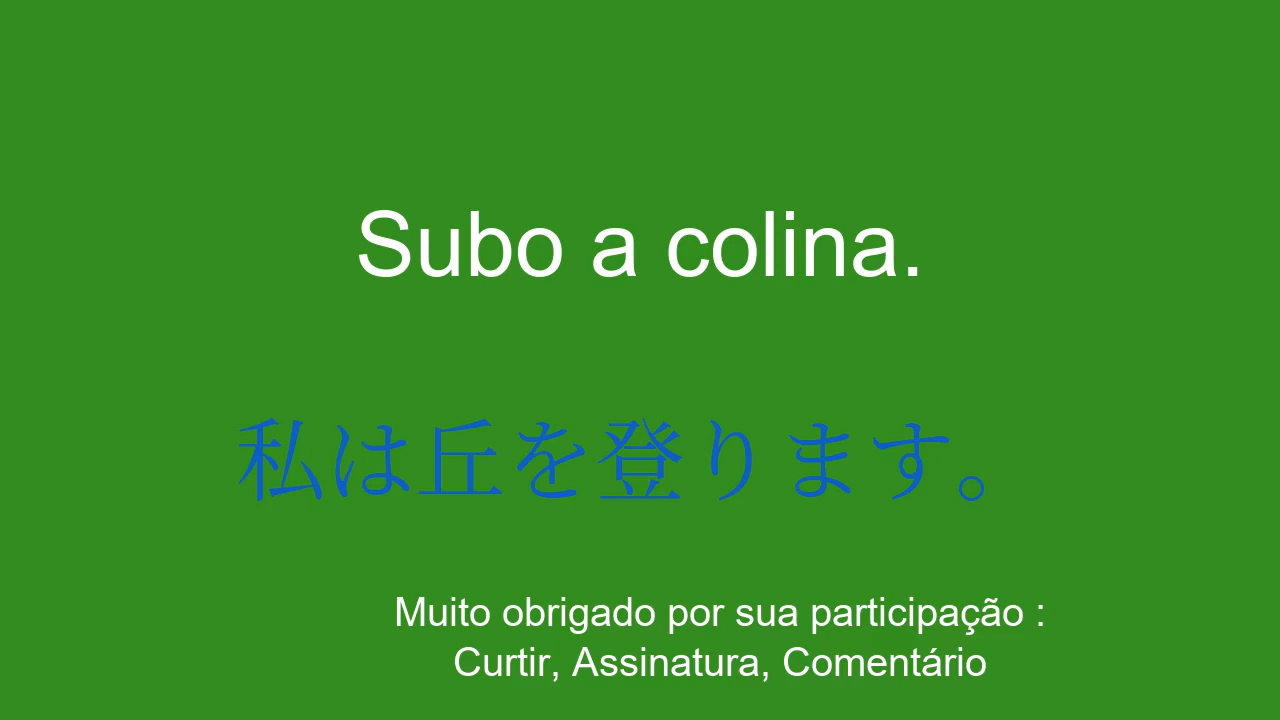 Subo a colina.
私は丘を登ります。
Muito obrigado por sua participação :
Curtir, Assinatura, Comentário